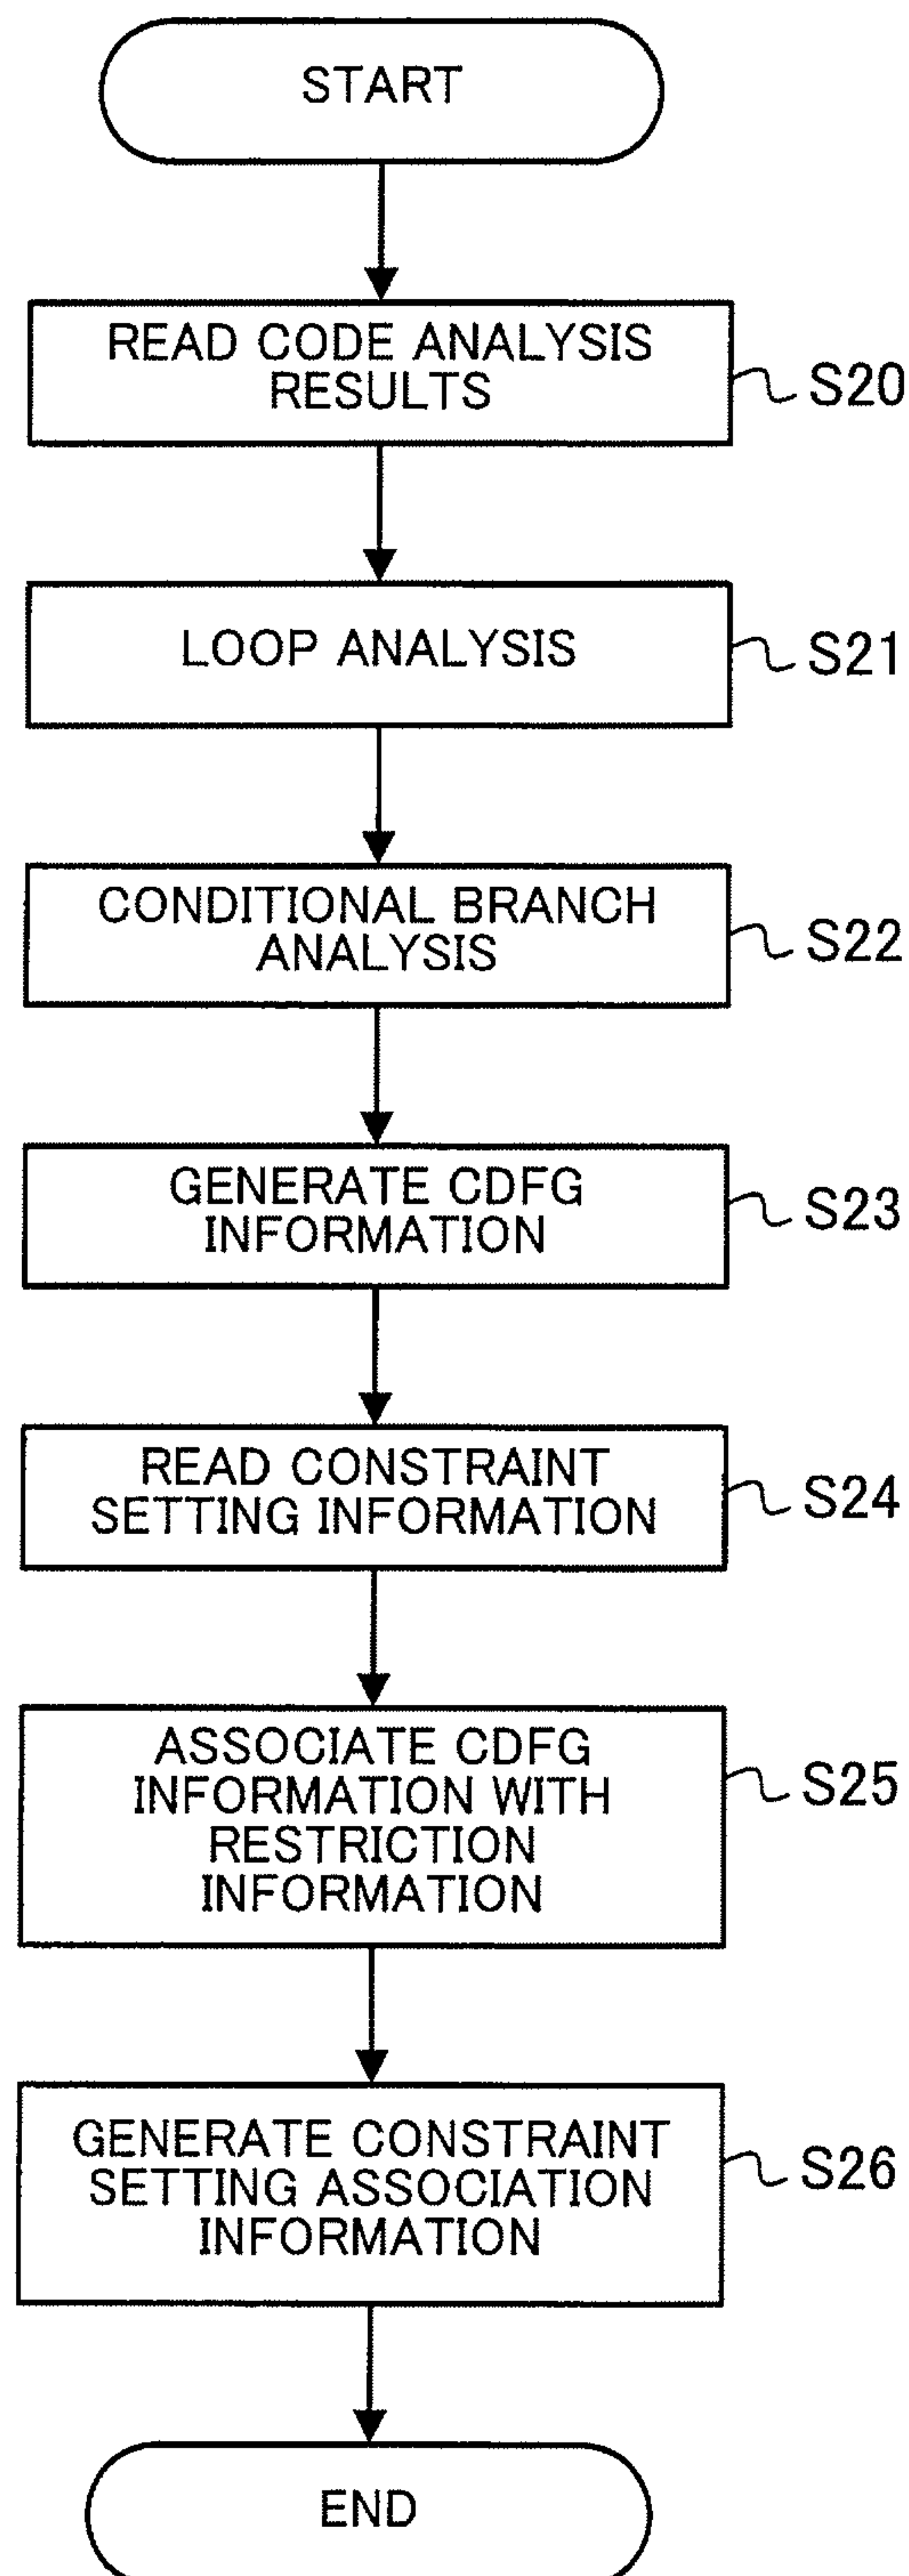 START
READ CODE ANALYSIS
RESULTS
S20
LOOP ANALYSIS
S21
CONDITIONAL BRANCH
ANALYSIS
S22
GENERATE CDFG
INFORMATION
S23
READ CONSTRAINT
SETTING INFORMATION
S24
ASSOCIATE CDFG
INFORMATION WITH
RESTRICTION
INFORMATION
S25
GENERATE CONSTRAINT
SETTING ASSOCIATION
INFORMATION
S26
END